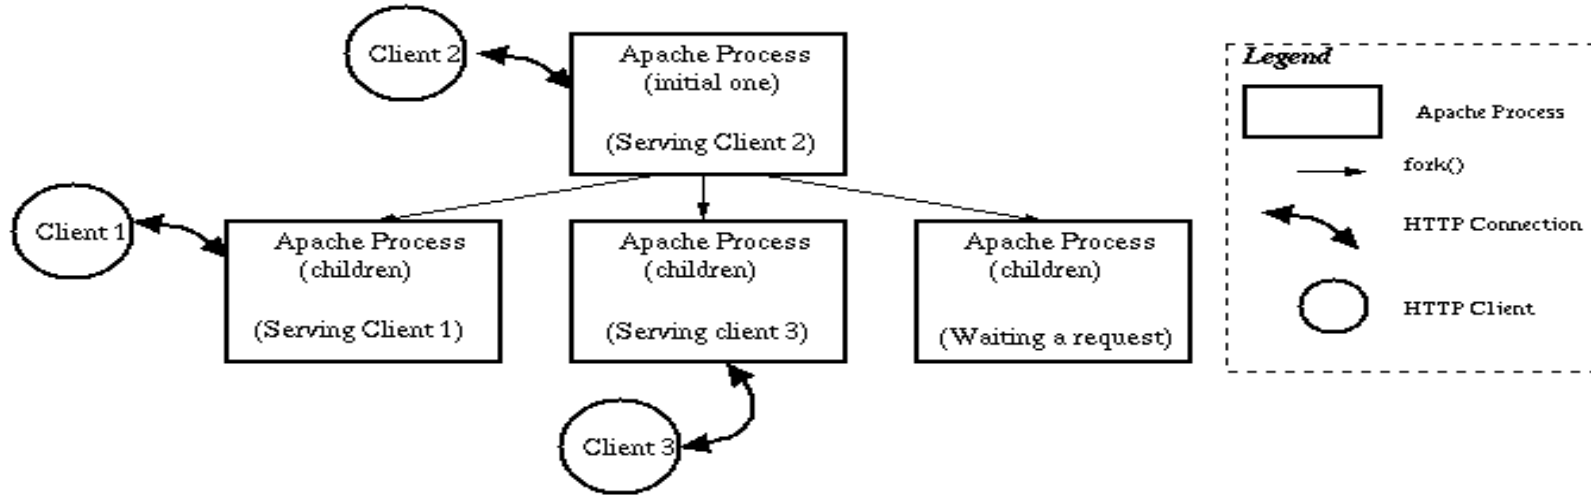 Client 2
Apache Process
(initial one)
(Serving Client 2)
Client 1
Apache Process
(children)
(Serving Client 1)
Apache Process
(children)
(Serving client 3)
Apache Process
(children)
(Waiting a request)
Client 3
Legend
Apache Process
fork()
HTTP Connection
HTTP Client